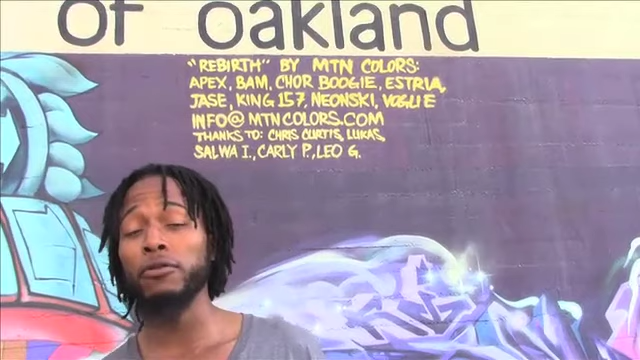 of oakland
"REBIRTH" BY MTN COLORS:
APEX, BAM, CHOR BOOGIE, ESTRIA,
JASE, KING 157, NEONSKI, VOGUE
INFO@MTNCOLORS.COM
THANKS TO: CHRIS CURTIS, LUKAS,
SALWA I., CARLY P., LEO G.